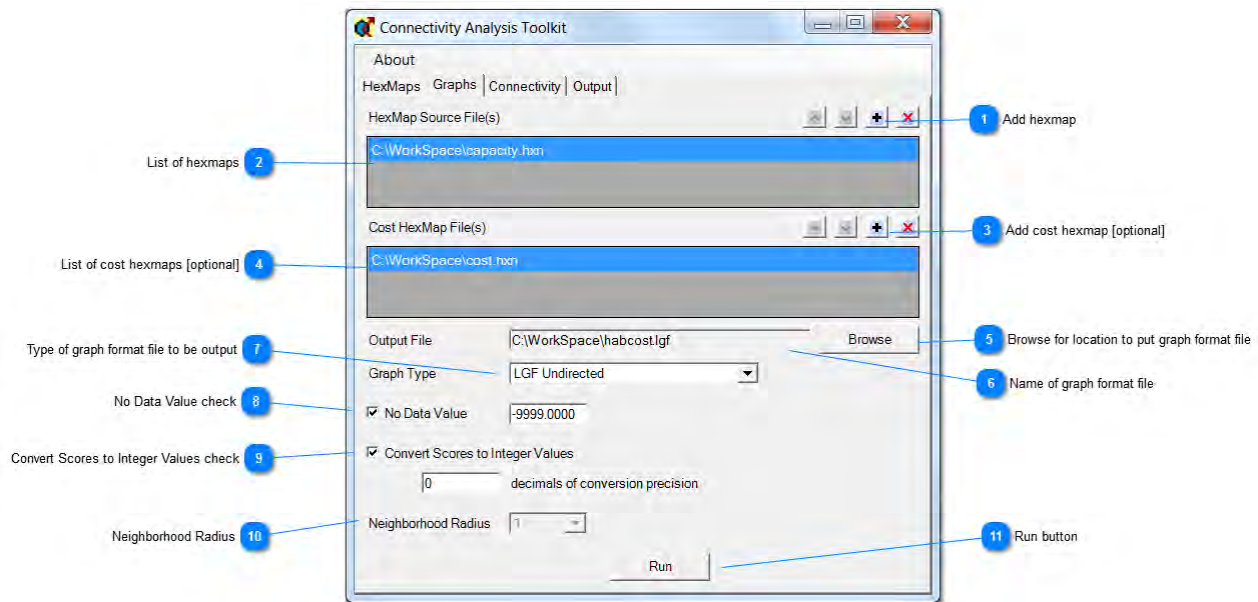 Connectivity Analysis Toolkit
About
HexMaps Graphs Connectivity Output
HexMap Source File(s)
1 Add hexmap
C:\WorkSpace\capacity.hxn
List of hexmaps 2
Cost HexMap File(s)
3 Add cost hexmap [optional]
C:\WorkSpace\cost.hxn
List of cost hexmaps [optional] 4
Output File C:\WorkSpace\habcost.lgf Browse
5 Browse for location to put graph format file
Type of graph format file to be output 7
Graph Type LGF Undirected
6 Name of graph format file
No Data Value check 8
No Data Value -9999.0000
Convert Scores to Integer Values check 9
Convert Scores to Integer Values
0 decimals of conversion precision
Neighborhood Radius 10
Neighborhood Radius 1
11 Run button
Run